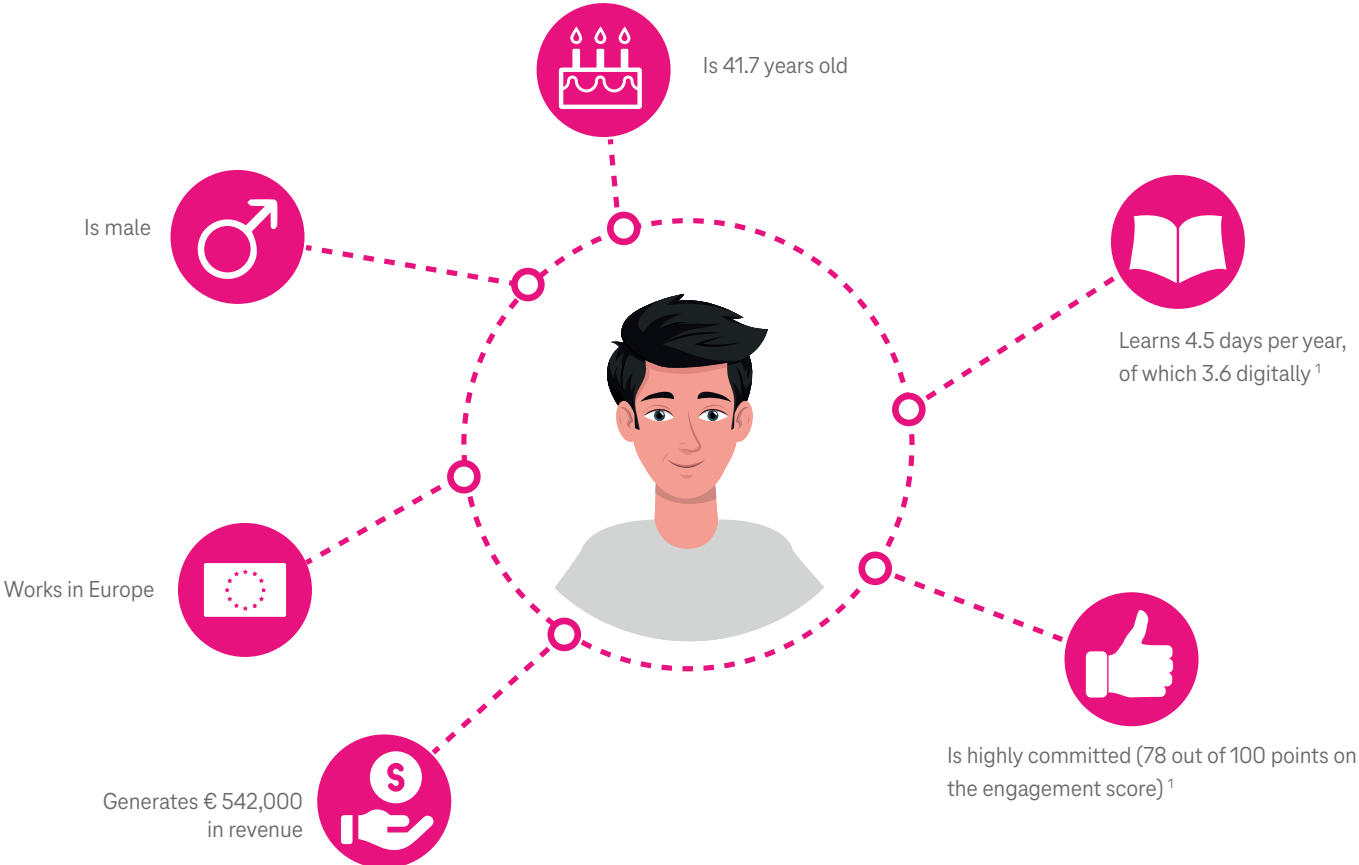 Is 41.7 years old
Is male
Learns 4.5 days per year,
of which 3.6 digitally ¹
Works in Europe
Is highly committed (78 out of 100 points on
the engagement score) ¹
Generates € 542,000
in revenue
$